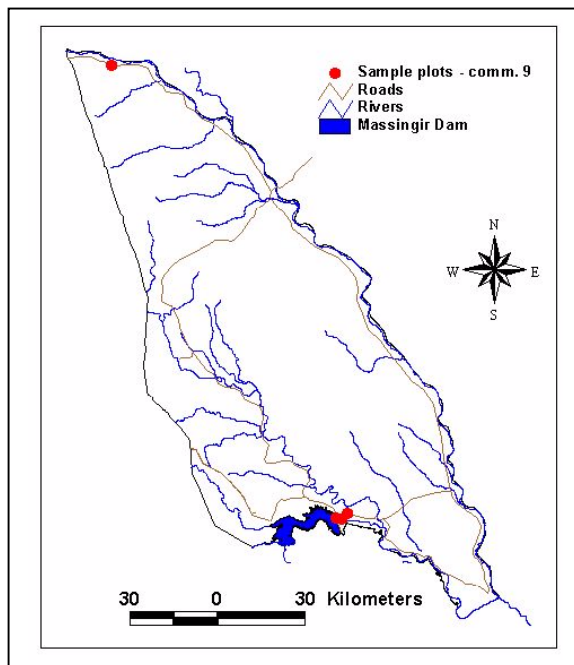 Sample plots - comm. 9
Roads
Rivers
Massingir Dam
N
W E
S
30 0 30 Kilometers